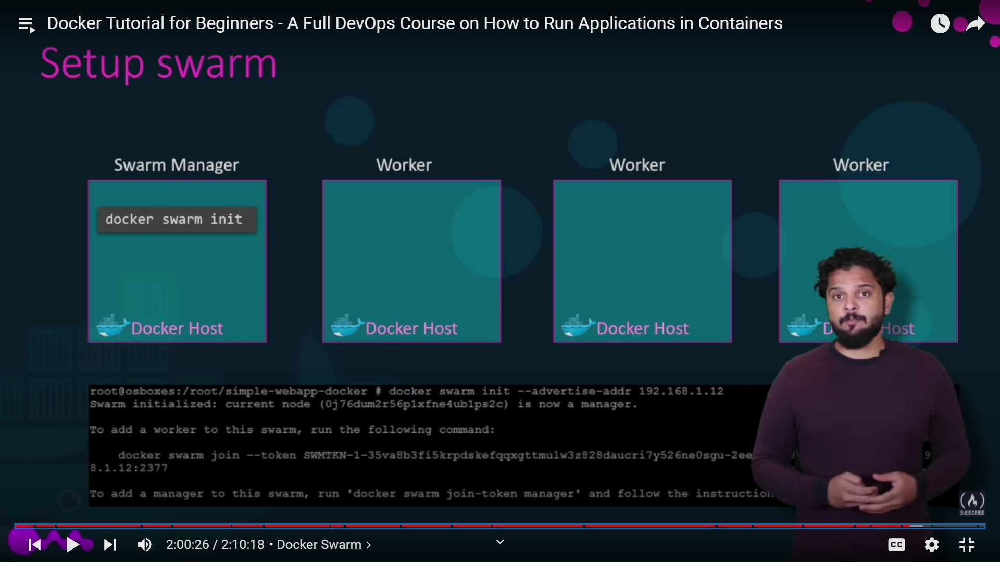 Docker Tutorial for Beginners - A Full DevOps Course on How to Run Applications in Containers
Setup swarm
Swarm Manager
Worker
Worker
Worker
docker swarm init
Docker Host
Docker Host
Docker Host
Host
root@osboxes:/root/simple-webapp-docker # docker swarm init --advertise-addr 192.168.1.12
Swarm initialized: current node (0j76dum2r56p1xfne4ub1ps2c) is now a manager.
To add a worker to this swarm, run the following command:
docker swarm join --token SWMTKN-1-35va8b3fi5krpdskefqqxgttmulw3z828daucri7y526ne0sgu-2ee
8.1.12:2377
To add a manager to this swarm, run 'docker swarm join-token manager' and follow the instruction
SUBSCRIBE
2:00:26 / 2:10:18 • Docker Swarm >
CC